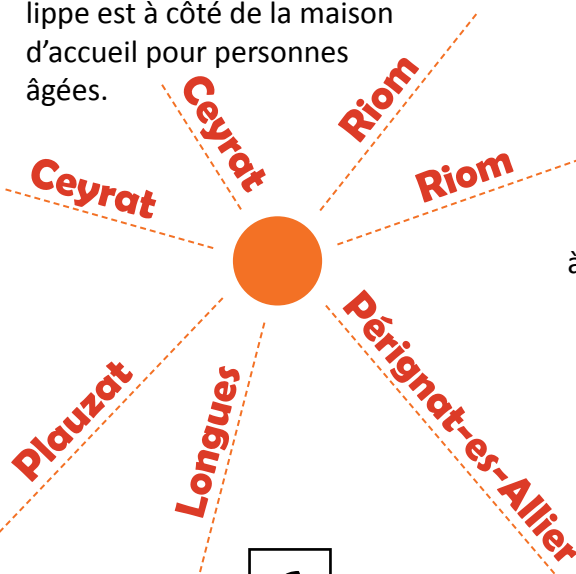 lippe est à côté de la maison
d’accueil pour personnes
âgées.
Ceyrat
Riom
Ceyrat
Riom
à
Pérignat-es-Allier
Plauzat
Longues